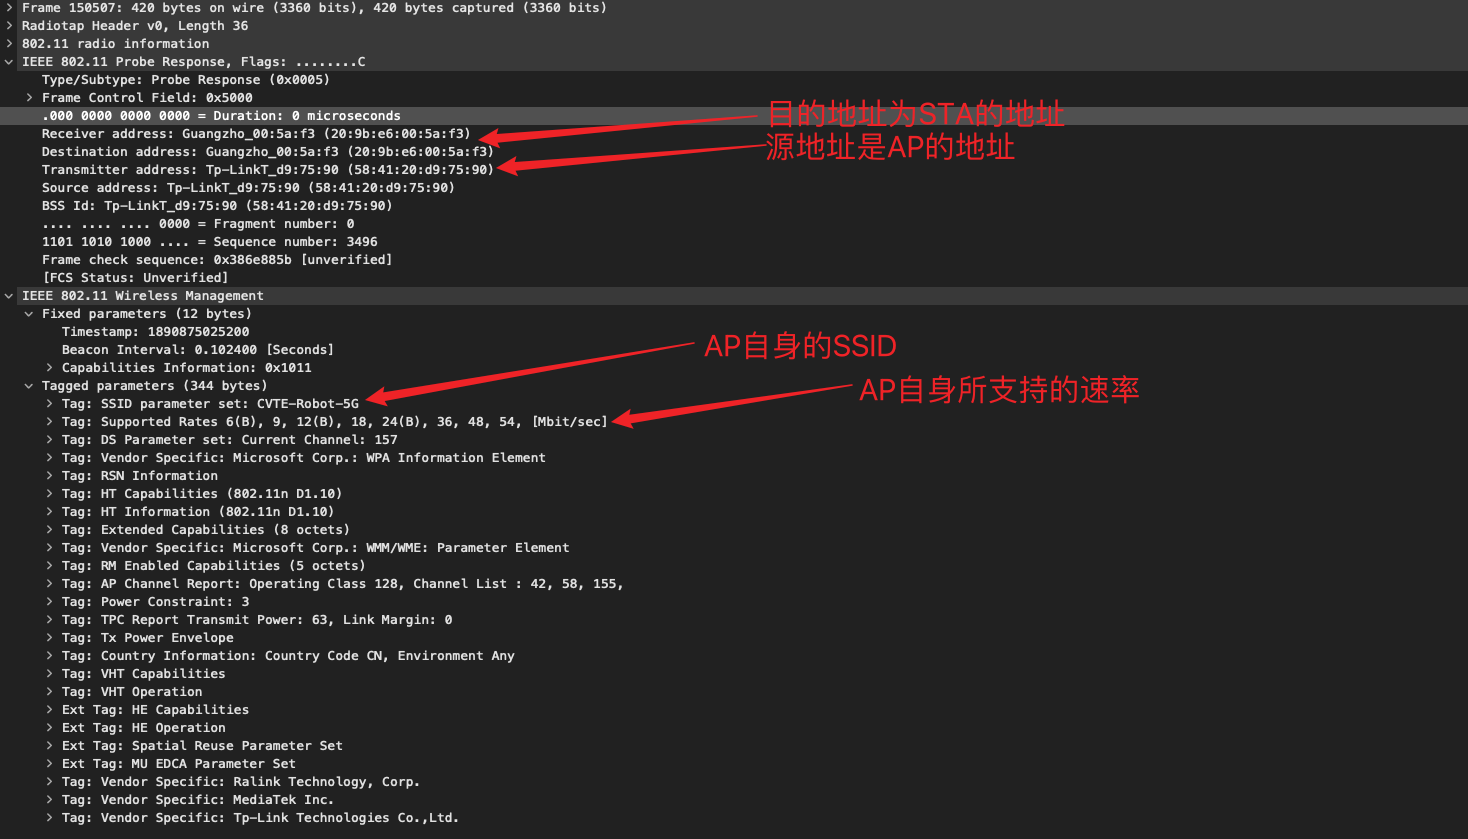 Frame 150507: 420 bytes on wire (3360 bits), 420 bytes captured (3360 bits)
Radiotap Header v0, Length 36
802.11 radio information
IEEE 802.11 Probe Response, Flags: ........C
Type/Subtype: Probe Response (0x0005)
Frame Control Field: 0x5000
.000 0000 0000 0000 = Duration: 0 microseconds
目的地址为STA的地址
Receiver address: Guangzho_00:5a:f3 (20:9b:e6:00:5a:f3)
源地址是AP的地址
Destination address: Guangzho_00:5a:f3 (20:9b:e6:00:5a:f3)
Transmitter address: Tp-LinkT_d9:75:90 (58:41:20:d9:75:90)
Source address: Tp-LinkT_d9:75:90 (58:41:20:d9:75:90)
BSS Id: Tp-LinkT_d9:75:90 (58:41:20:d9:75:90)
.... .... .... 0000 = Fragment number: 0
1101 1010 1000 .... = Sequence number: 3496
Frame check sequence: 0x386e885b [unverified]
[FCS Status: Unverified]
IEEE 802.11 Wireless Management
Fixed parameters (12 bytes)
Timestamp: 1890875025200
Beacon Interval: 0.102400 [Seconds]
AP自身的SSID
Capabilities Information: 0x1011
Tagged parameters (344 bytes)
AP自身所支持的速率
Tag: SSID parameter set: CVTE-Robot-5G
Tag: Supported Rates 6(B), 9, 12(B), 18, 24(B), 36, 48, 54, [Mbit/sec]
Tag: DS Parameter set: Current Channel: 157
Tag: Vendor Specific: Microsoft Corp.: WPA Information Element
Tag: RSN Information
Tag: HT Capabilities (802.11n D1.10)
Tag: HT Information (802.11n D1.10)
Tag: Extended Capabilities (8 octets)
Tag: Vendor Specific: Microsoft Corp.: WMM/WME: Parameter Element
Tag: RM Enabled Capabilities (5 octets)
Tag: AP Channel Report: Operating Class 128, Channel List : 42, 58, 155,
Tag: Power Constraint: 3
Tag: TPC Report Transmit Power: 63, Link Margin: 0
Tag: Tx Power Envelope
Tag: Country Information: Country Code CN, Environment Any
Tag: VHT Capabilities
Tag: VHT Operation
Ext Tag: HE Capabilities
Ext Tag: HE Operation
Ext Tag: Spatial Reuse Parameter Set
Ext Tag: MU EDCA Parameter Set
Tag: Vendor Specific: Ralink Technology, Corp.
Tag: Vendor Specific: MediaTek Inc.
Tag: Vendor Specific: Tp-Link Technologies Co.,Ltd.